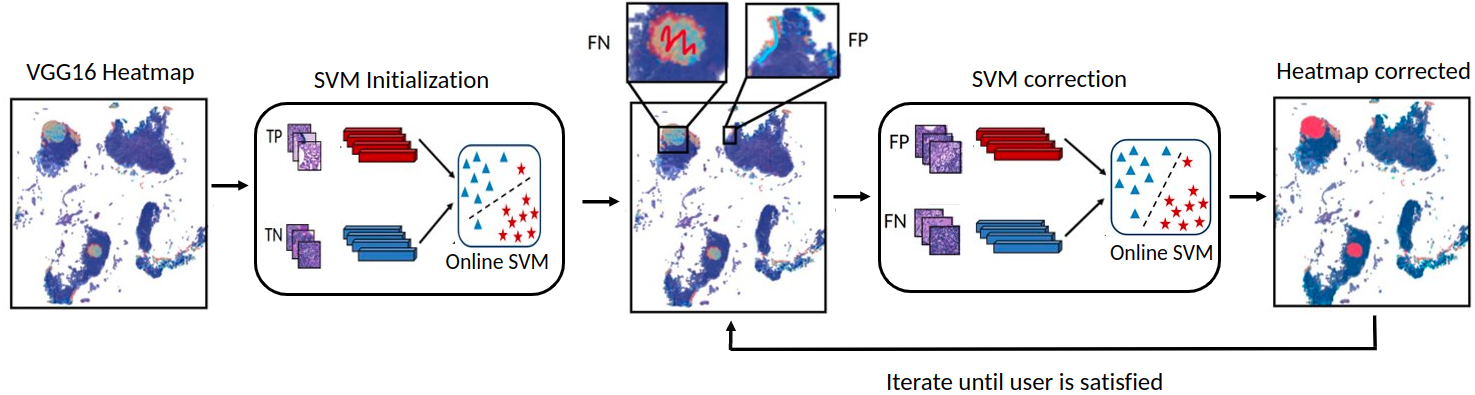 VGG16 Heatmap
SVM Initialization
TP
TN
Online SVM
FN
FP
SVM correction
FP
FN
Online SVM
Heatmap corrected
Iterate until user is satisfied